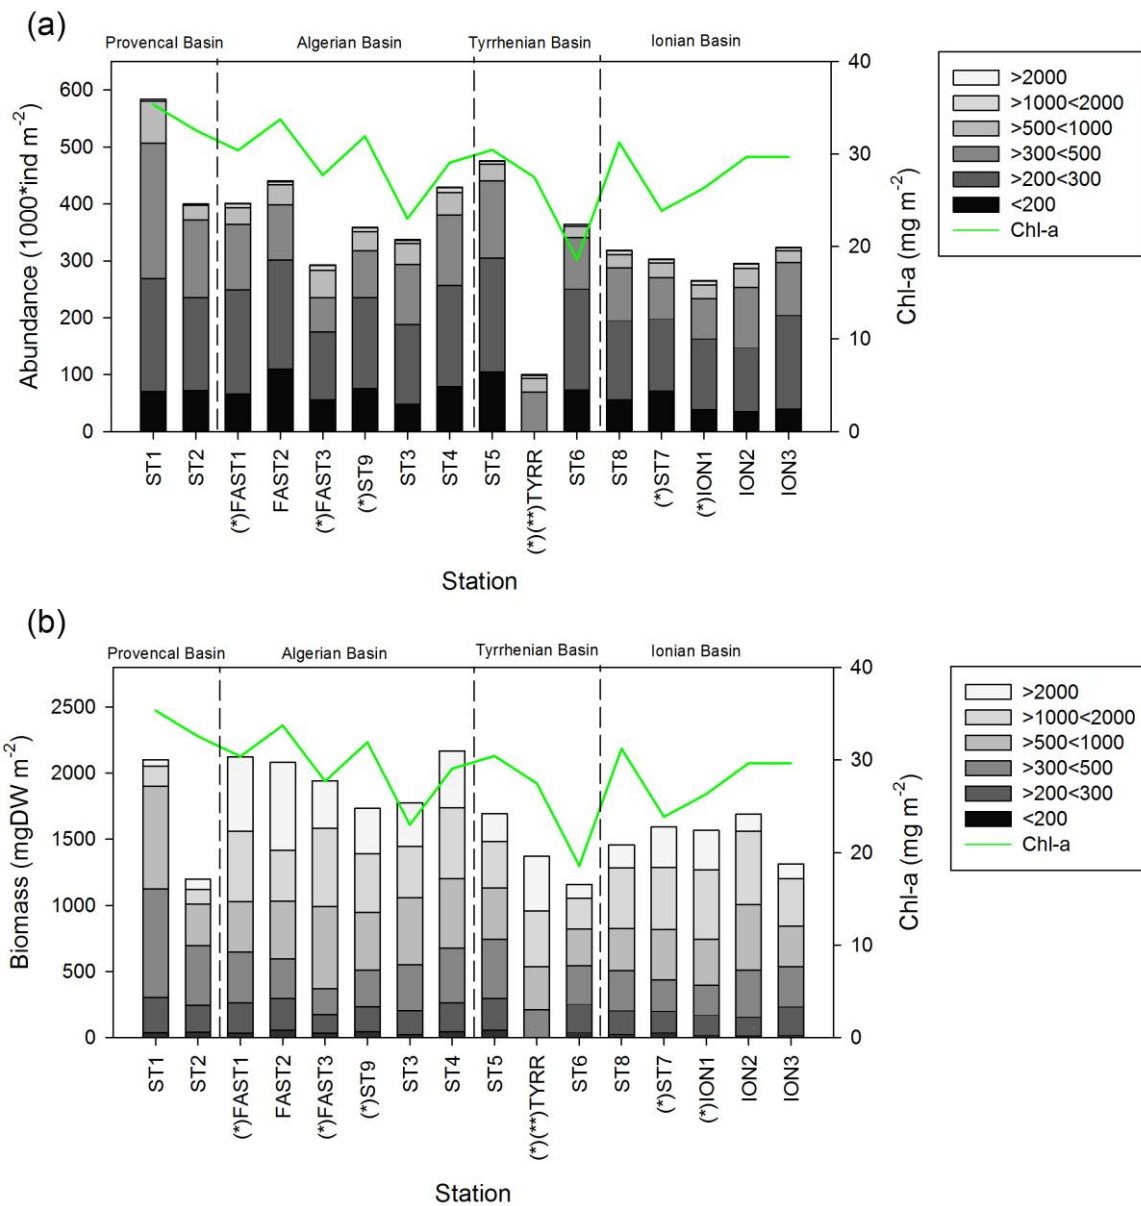 (a)
Provencal Basin Algerian Basin Tyrrhenian Basin Ionian Basin
Abundance (1000*ind m-2)
600
500
400
300
200
100
0
40
30
20
10
0
Chl-a (mg m-2)
>2000
>1000<2000
>500<1000
>300<500
>200<300
<200
Chl-a
ST1
ST2
(*)FAST1
FAST2
(*)FAST3
(*)ST9
ST3
ST4
ST5
(*)(**)TYRR
ST6
ST8
(*)ST7
(*)ION1
ION2
ION3
Station
(b)
Provencal Basin Algerian Basin Tyrrhenian Basin Ionian Basin
Biomass (mgDW m-2)
2500
2000
1500
1000
500
0
40
30
20
10
0
Chl-a (mg m-2)
>2000
>1000<2000
>500<1000
>300<500
>200<300
<200
Chl-a
ST1
ST2
(*)FAST1
FAST2
(*)FAST3
(*)ST9
ST3
ST4
ST5
(*)(**)TYRR
ST6
ST8
(*)ST7
(*)ION1
ION2
ION3
Station